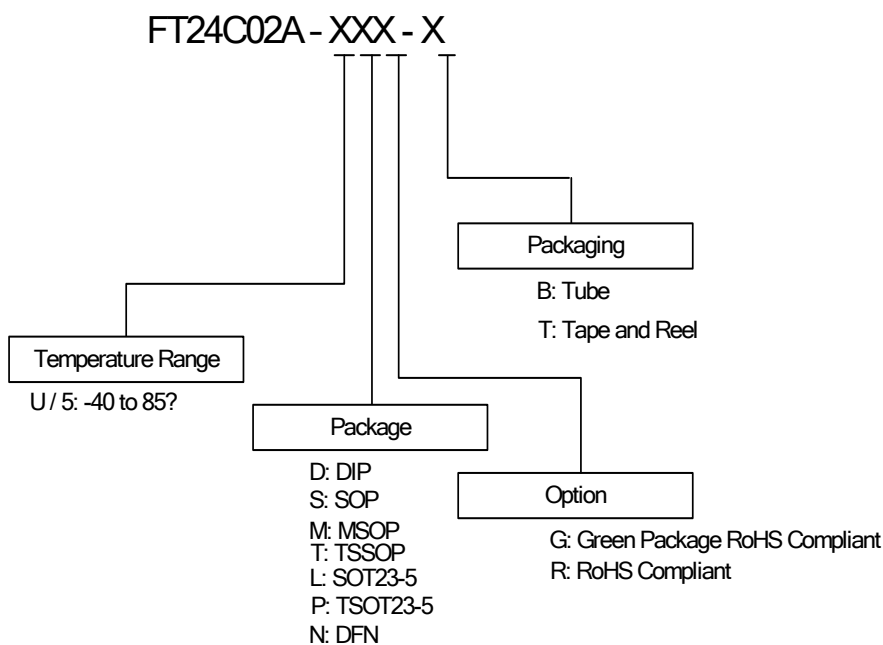 FT24C02A - XXX - X
Packaging
B: Tube
T: Tape and Reel
Temperature Range
U / 5: -40 to 85?
Package
D: DIP
S: SOP
M: MSOP
T: TSSOP
L: SOT23-5
P: TSOT23-5
N: DFN
Option
G: Green Package RoHS Compliant
R: RoHS Compliant